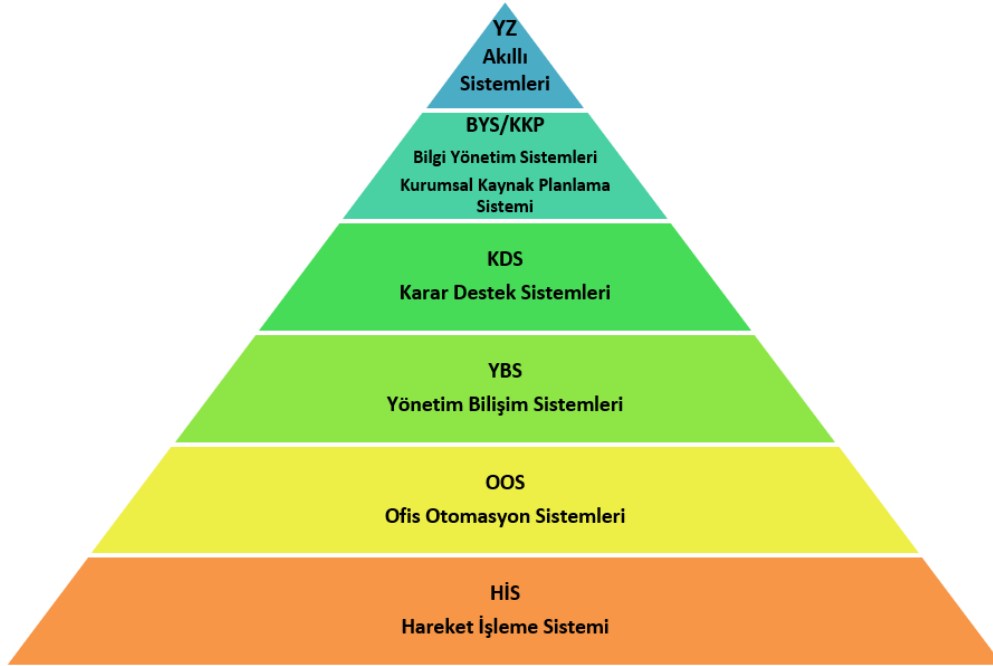 YZ
Akıllı
Sistemleri
BYS/KKP
Bilgi Yönetim Sistemleri
Kurumsal Kaynak Planlama
Sistemi
KDS
Karar Destek Sistemleri
YBS
Yönetim Bilişim Sistemleri
OOS
Ofis Otomasyon Sistemleri
HİS
Hareket İşleme Sistemi